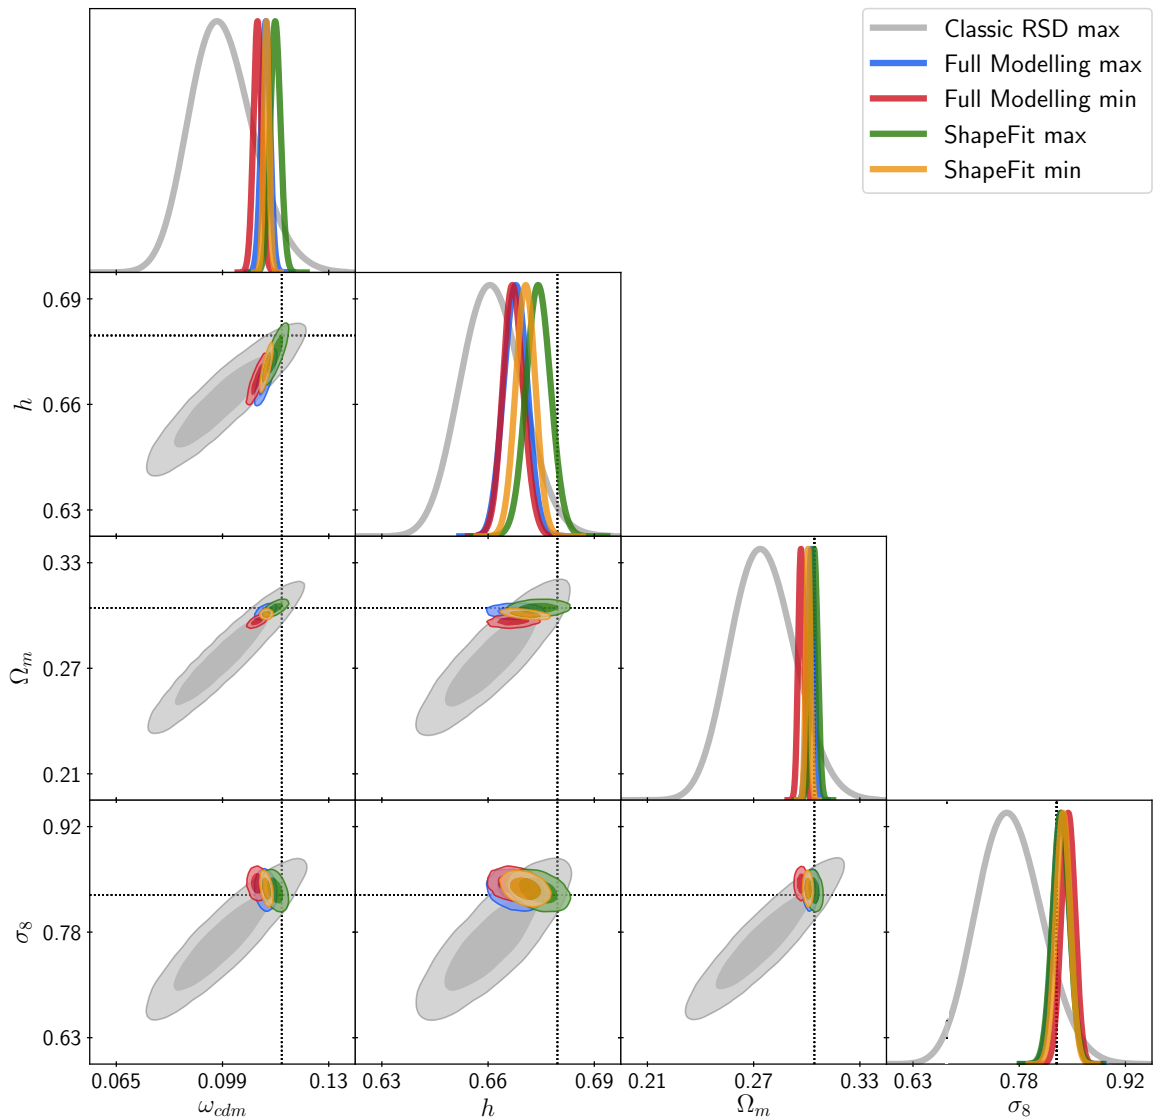 Classic RSD max
Full Modelling max
Full Modelling min
ShapeFit max
ShapeFit min
0.69
0.66
0.63
h
0.33
0.27
0.21
Ωm
0.92
0.78
0.63
σ8
0.065 0.099 0.13
0.63 0.66 0.69
0.21 0.27 0.33
0.63 0.78 0.92
ωcdm
h
Ωm
σ8